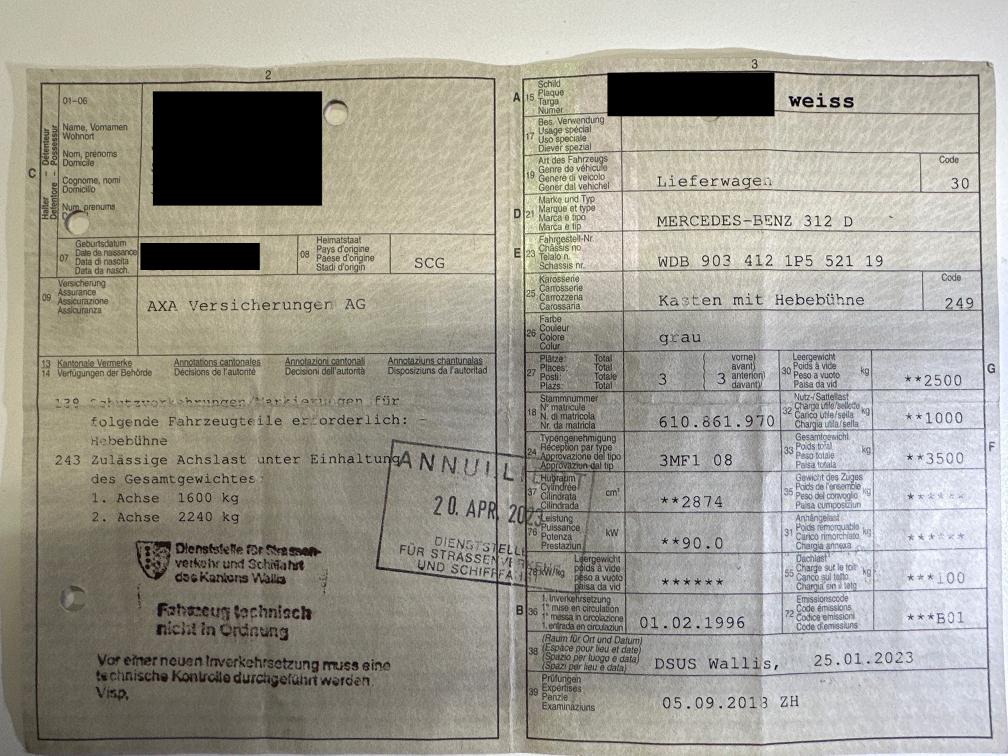 2
01-06
Halter – Détenteur
Detentore – Possessur
C
Name, Vornamen
Wohnort
Nom, prénoms
Domicile
Cognome, nomi
Domicilio
Num, prenums
07
Geburtsdatum
Date de naissance
Data di nascita
Data da nasch.
08
Heimatstaat
Pays d'origine
Paese d'origine
Stadi d'origin
SCG
09
Versicherung
Assurance
Assicurazione
Assicuranza
AXA Versicherungen AG
13 Kantonale Vermerke Annotations cantonales Annotazioni cantonali Annotaziuns chantunalas
14 Verfügungen der Behörde Décisions de l'autorité Decisioni dell'autorità Disposiziuns da l'autoritad
Schutzvorkehrungen/Markierungen für
folgende Fahrzeugteile erforderlich:
Hebebühne
243 Zulässige Achslast unter Einhaltung
des Gesamtgewichtes
1. Achse 1600 kg
2. Achse 2240 kg
20. APR. 2023
DIENSTSTELLE
FÜR STRASSENVERKEHR
UND SCHIFFAHRT
Dienststelle für Strassen-
verkehr und Schiffahrt
des Kantons Wallis
Fahrzeug technisch
nicht in Ordnung
Vor einer neuen Inverkehrsetzung muss eine
technische Kontrolle durchgeführt werden.
Visp,
3
A 15
Schild
Plaque
Targa
Numer
weiss
17
Bes. Verwendung
Usage spécial
Uso speciale
Diever spezial
19
Art des Fahrzeugs
Genre de véhicule
Genere di veicolo
Gener dal vehichel
Lieferwagen
Code
30
D 21
Marke und Typ
Marque et type
Marca e tipo
Marca e tip
MERCEDES-BENZ 312 D
E 23
Fahrgestell-Nr.
Châssis no.
Telaio n.
Schassis nr.
WDB 903 412 1P5 521 19
25
Karosserie
Carrosserie
Carrozzeria
Carossaria
Kasten mit Hebebühne
Code
249
26
Farbe
Couleur
Colore
Colur
grau
27
Plätze: Total
Places: Total
Posti: Totale
Plazs: Total
3
vorne)
avant)
anteriori)
davant)
3
30
Leergewicht
Poids à vide
Peso a vuoto
Paisa da vid
kg
**2500
G
18
Stammnummer
N° matricule
N. di matricola
Nr. da matricla
610.861.970
32
Nutz-/Sattellast
Charge utile/sellette
Carico utile/sella
Chargia utila/sella
kg
**1000
24
Typengenehmigung
Réception par type
Approvazione del tipo
Approvaziun dal tip
3MF1 08
33
Gesamtgewicht
Poids total
Peso totale
Paisa totala
kg
**3500
F
37
Hubraum
Cylindrée
Cilindrata
Cilindrada
cm³
**2874
35
Gewicht des Zuges
Poids de l'ensemble
Peso del convoglio
Paisa cumposiziun
kg
******
76
Leistung
Puissance
Potenza
Prestaziun
kW
**90.0
31
Anhängelast
Poids remorquable
Carico rimorchiato
Chargia annexa
kg
******
78 kW/kg
Leergewicht
poids à vide
peso a vuoto
paisa da vid
******
55
Dachlast
Charge sur le toit
Carico sul tetto
Chargia sin il tetg
kg
***100
B 36
1. Inverkehrsetzung
1re mise en circulation
1a messa in circolazione
1. entrada en circulaziun
01.02.1996
72
Emissionscode
Code émissions
Codice emissioni
Code d'emissiuns
***B01
38
(Raum für Ort und Datum)
(Espace pour lieu et date)
(Spazio per luogo e data)
(Spazi per lieu e data)
DSUS Wallis, 25.01.2023
39
Prüfungen
Expertises
Perizie
Examinaziuns
05.09.2018 ZH